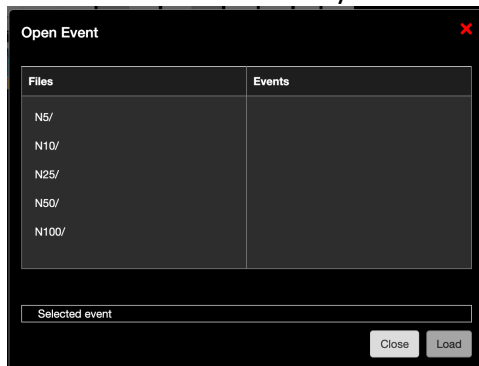 Open Event
Files Events
N5/
N10/
N25/
N50/
N100/
Selected event
Close Load